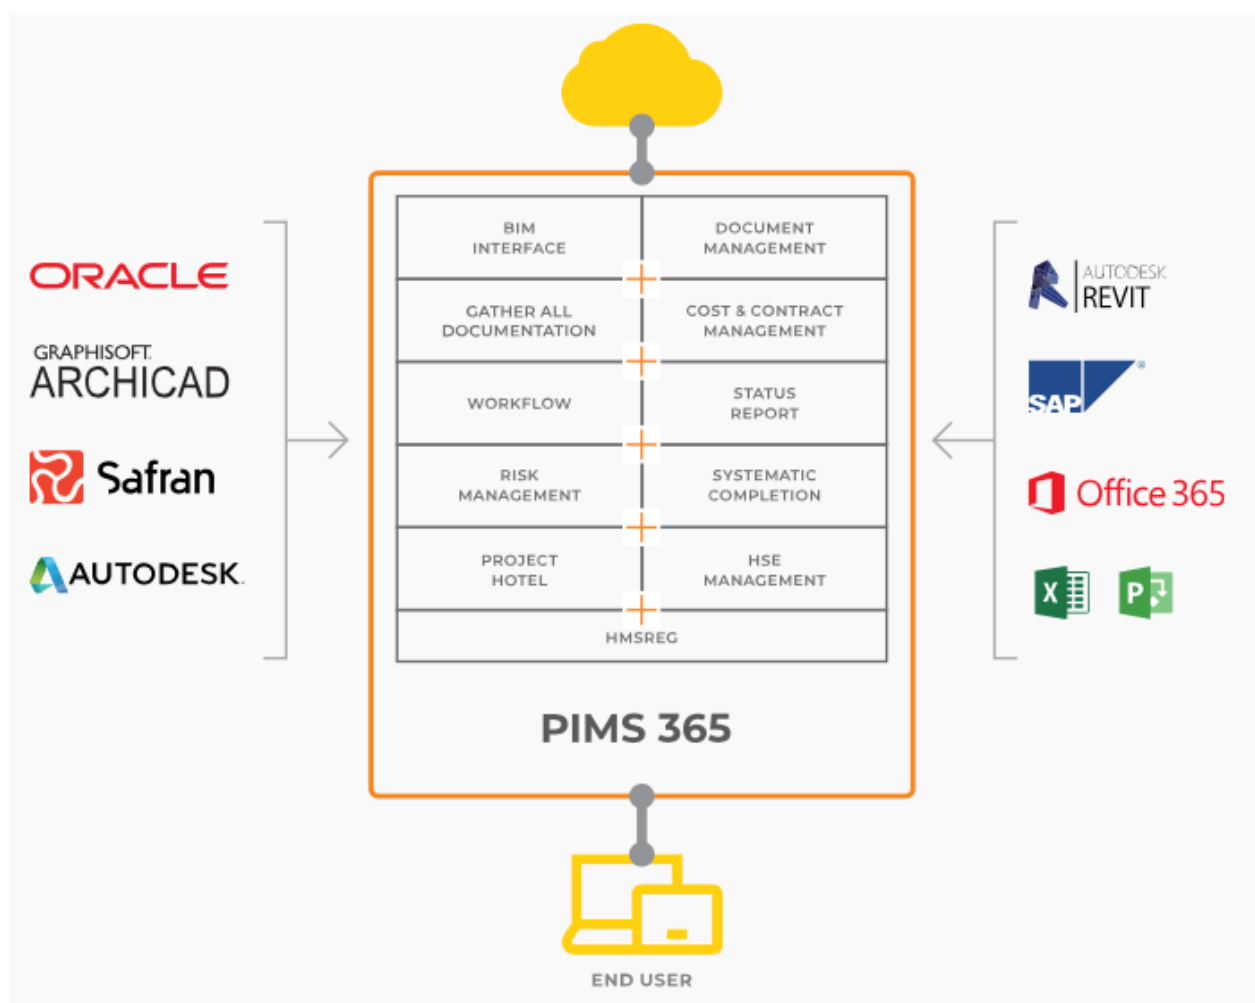 BIM
INTERFACE
DOCUMENT
MANAGEMENT
GATHER ALL
DOCUMENTATION
COST & CONTRACT
MANAGEMENT
WORKFLOW
STATUS
REPORT
RISK
MANAGEMENT
SYSTEMATIC
COMPLETION
PROJECT
HOTEL
HSE
MANAGEMENT
HMSREG
PIMS 365
ORACLE
GRAPHISOFT.
ARCHICAD
Safran
AUTODESK.
AUTODESK
REVIT
SAP®
Office 365
X
P
END USER